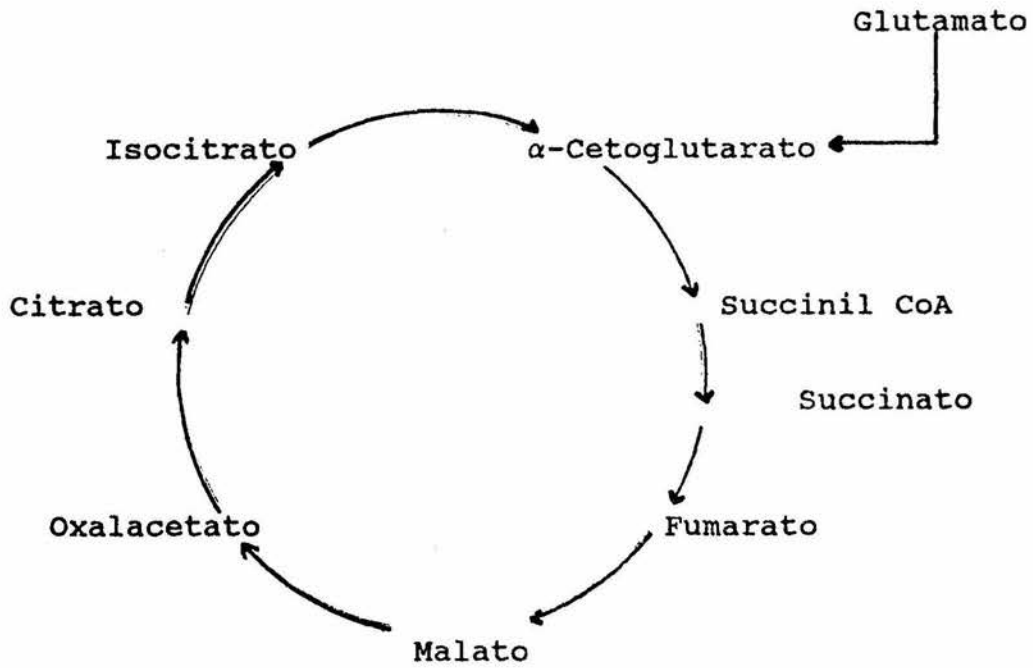 Glutamato
Isocitrato
α-Cetoglutarato
Citrato
Succinil CoA
Succinato
Oxalacetato
Fumarato
Malato